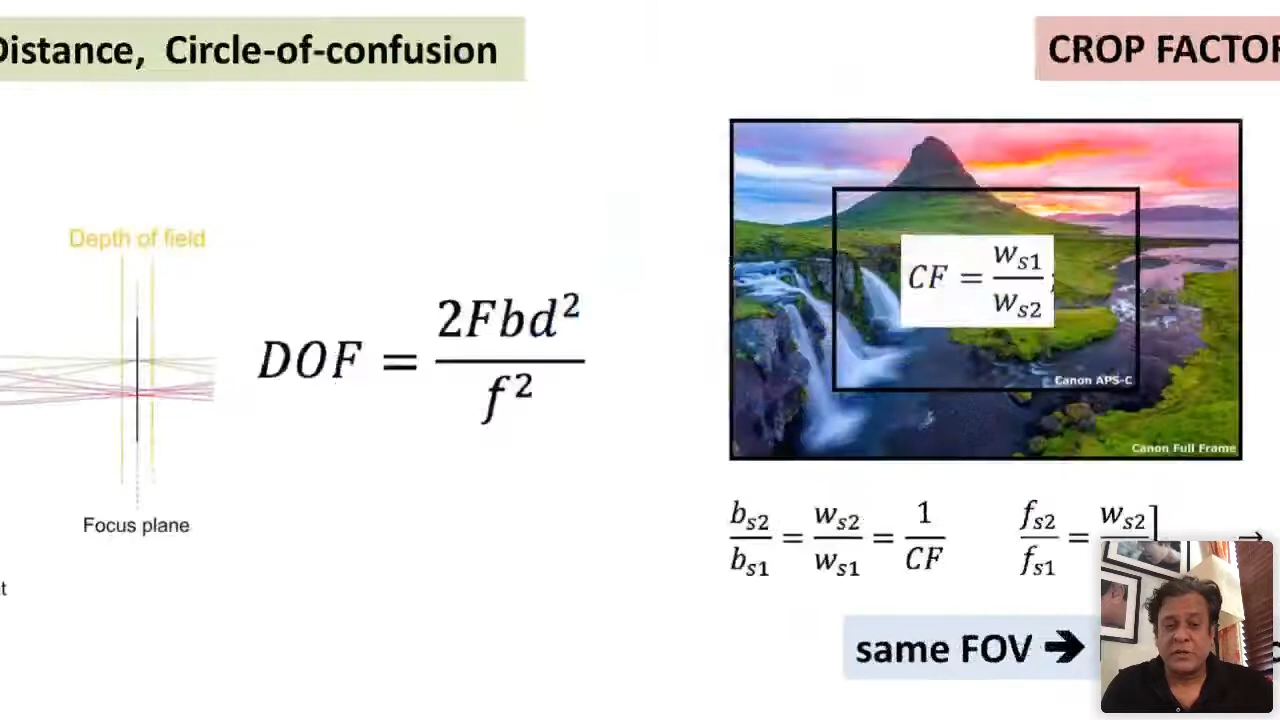 Distance, Circle-of-confusion
Depth of field
DOF = 2Fbd² / f²
Focus plane
CROP FACTOR
CF = w_s1 / w_s2 ;
Canon APS-C
Canon Full Frame
b_s2 / b_s1 = w_s2 / w_s1 = 1 / CF
f_s2 / f_s1 = w_s2 ] →
same FOV ➔